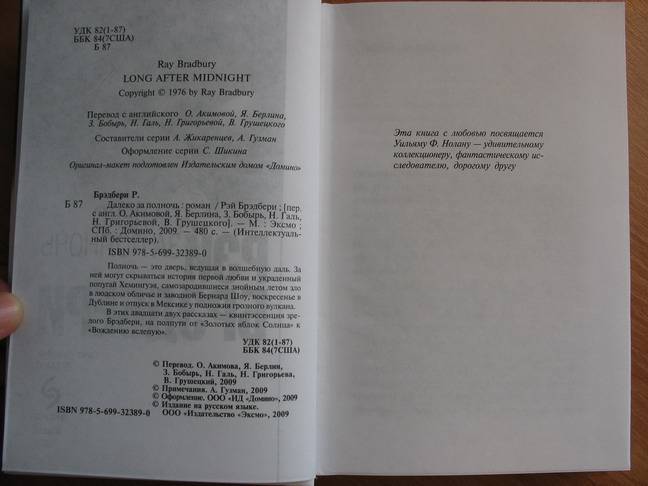 УДК 82(1-87)
ББК 84(7США)
Б 87
Ray Bradbury
LONG AFTER MIDNIGHT
Copyright © 1976 by Ray Bradbury
Перевод с английского О. Акимовой, Я. Берлина,
З. Бобырь, Н. Галь, Н. Григорьевой, В. Грушецкого
Составители серии А. Жикаренцев, А. Гузман
Оформление серии С. Шикина
Оригинал-макет подготовлен Издательским домом «Домино»
Брэдбери Р.
Б 87 Далеко за полночь : роман / Рэй Брэдбери ; [пер.
с англ. О. Акимовой, Я. Берлина, З. Бобырь, Н. Галь,
Н. Григорьевой, В. Грушецкого]. — М. : Эксмо ;
СПб. : Домино, 2009. — 480 с. — (Интеллектуаль-
ный бестселлер).
ISBN 978-5-699-32389-0
Полночь — это дверь, ведущая в волшебную даль. За
ней могут скрываться история первой любви и украденный
попугай Хемингуэя, самозародившиеся знойным летом зло
в людском обличье и заводной Бернард Шоу, воскресенье в
Дублине и отпуск в Мексике у подножия грозного вулкана.
В этих двадцати двух рассказах — квинтэссенция зре-
лого Брэдбери, на полпути от «Золотых яблок Солнца» к
«Вождению вслепую».
УДК 82(1-87)
ББК 84(7США)
© Перевод. О. Акимова, Я. Берлин,
З. Бобырь, Н. Галь, Н. Григорьева,
В. Грушецкий, 2009
© Примечания. А. Гузман, 2009
© Оформление. ООО «ИД «Домино», 2009
© Издание на русском языке.
ISBN 978-5-699-32389-0 ООО «Издательство «Эксмо», 2009
Эта книга с любовью посвящается
Уильяму Ф. Нолану — удивительному
коллекционеру, фантастическому ис-
следователю, дорогому другу